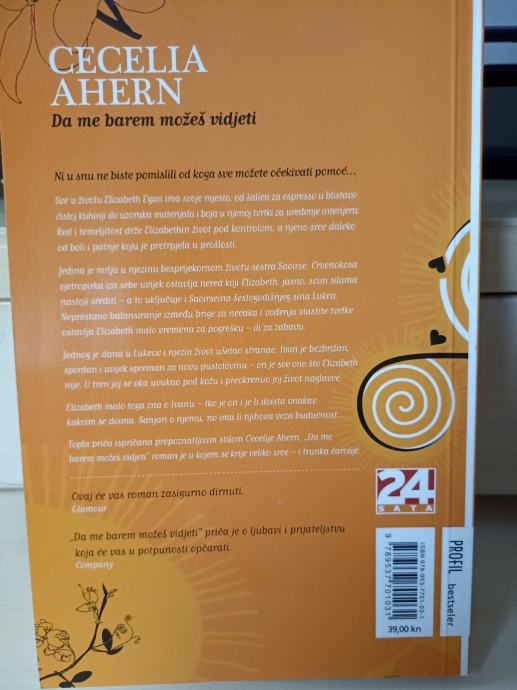 CECELIA
AHERN
Da me barem možeš vidjeti
Ni u snu ne biste pomislili od koga sve možete očekivati pomoć...
Sve u životu Elizabeth Egan ima svoje mjesto, od šalica za espresso u blistavo
čistoj kuhinji do uzoraka materijala i boja u njenoj tvrtki za uređenje interijera.
Red i temeljitost drže Elizabethin život pod kontrolom, a njeno srce daleko
od boli i patnje koju je pretrpjela u prošlosti.
Jedina je mrlja u njezinu besprijekornom životu sestra Saoirse. Crvenokosa
vjetropirka iza sebe uvijek ostavlja nered koji Elizabeth, jasno, svim silama
nastoji srediti – a to uključuje i Saoirseina šestogodišnjeg sina Lukea.
Neprestano balansiranje između brige za nećaka i vođenja vlastite tvrtke
ostavlja Elizabeth malo vremena za pogrešku – ili za zabavu.
Jednog je dana u Lukeov i njezin život ušetao stranac. Ivan je bezbrižan,
spontan i uvijek spreman za novu pustolovinu – on je sve ono što Elizabeth
nije. U tren joj se oka uvukao pod kožu i preokrenuo joj život naglavce.
Elizabeth malo toga zna o Ivanu – tko je on i je li doista onakav
kakvim se doima. Sanjari o njemu, no ima li njihova veza budućnost...
Topla priča ispričana prepoznatljivim stilom Cecelije Ahern, „Da me
barem možeš vidjeti” roman je u kojem se krije veliko srce – i trunka čarolije.
Ovaj će vas roman zasigurno dirnuti.
Glamour
„Da me barem možeš vidjeti” priča je o ljubavi i prijateljstvu
koja će vas u potpunosti opčarati.
Company
24
SATA
ISBN 978-953-7701-03-1
9 789537 701031
39,00 kn
PROFIL bestseler